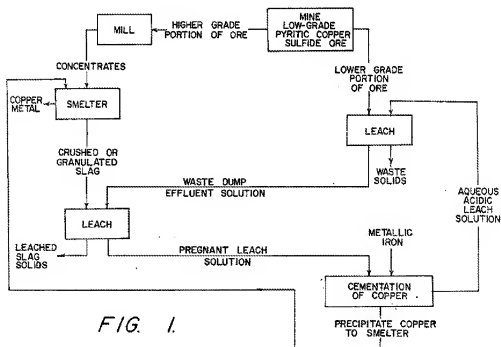 HIGHER GRADE
PORTION OF ORE
MILL
MINE
LOW-GRADE
PYRITIC COPPER
SULFIDE ORE
CONCENTRATES
LOWER GRADE
PORTION
OF ORE
COPPER
METAL
SMELTER
LEACH
CRUSHED OR
GRANULATED
SLAG
WASTE
SOLIDS
WASTE DUMP
EFFLUENT SOLUTION
AQUEOUS
ACIDIC
LEACH
SOLUTION
LEACH
METALLIC
IRON
LEACHED
SLAG
SOLIDS
PREGNANT LEACH
SOLUTION
CEMENTATION
OF COPPER
FIG. 1.
PRECIPITATE COPPER
TO SMELTER